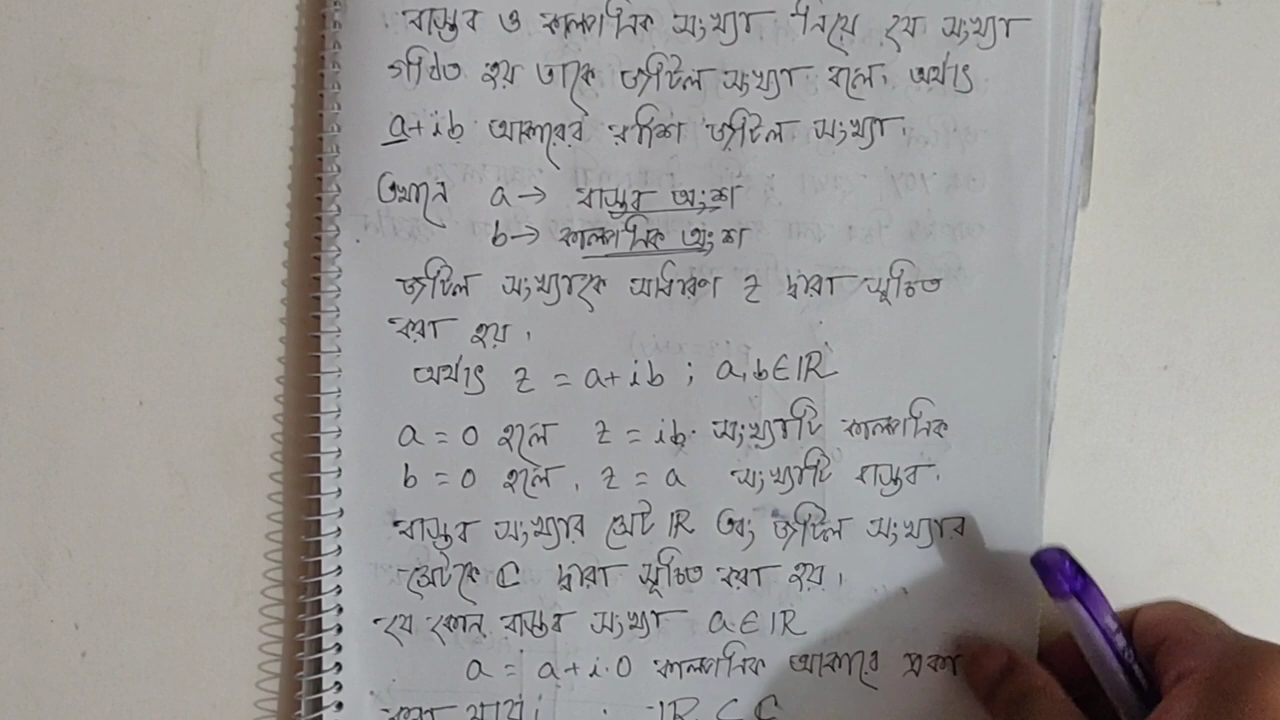 বাস্তব ও কাল্পনিক সংখ্যা নিয়ে যে সংখ্যা
গঠিত হয় তাকে জটিল সংখ্যা বলে। অর্থাৎ
a+ib আকারের রাশি জটিল সংখ্যা.
এখানে a → বাস্তব অংশ
b → কাল্পনিক অংশ
জটিল সংখ্যাকে সাধারণ z দ্বারা সূচিত
করা হয়।
অর্থাৎ z = a+ib ; a,b∈ℝ
a = 0 হলে z = ib. সংখ্যাটি কাল্পনিক
b = 0 হলে, z = a সংখ্যাটি বাস্তব.
বাস্তব সংখ্যার সেট ℝ এবং জটিল সংখ্যার
সেটকে ℂ দ্বারা সূচিত করা হয়।
যে কোন বাস্তব সংখ্যা a∈ℝ
a = a+i.0 কাল্পনিক আকারে প্রকা
করা যায়। ∴ ℝ ⊂ ℂ